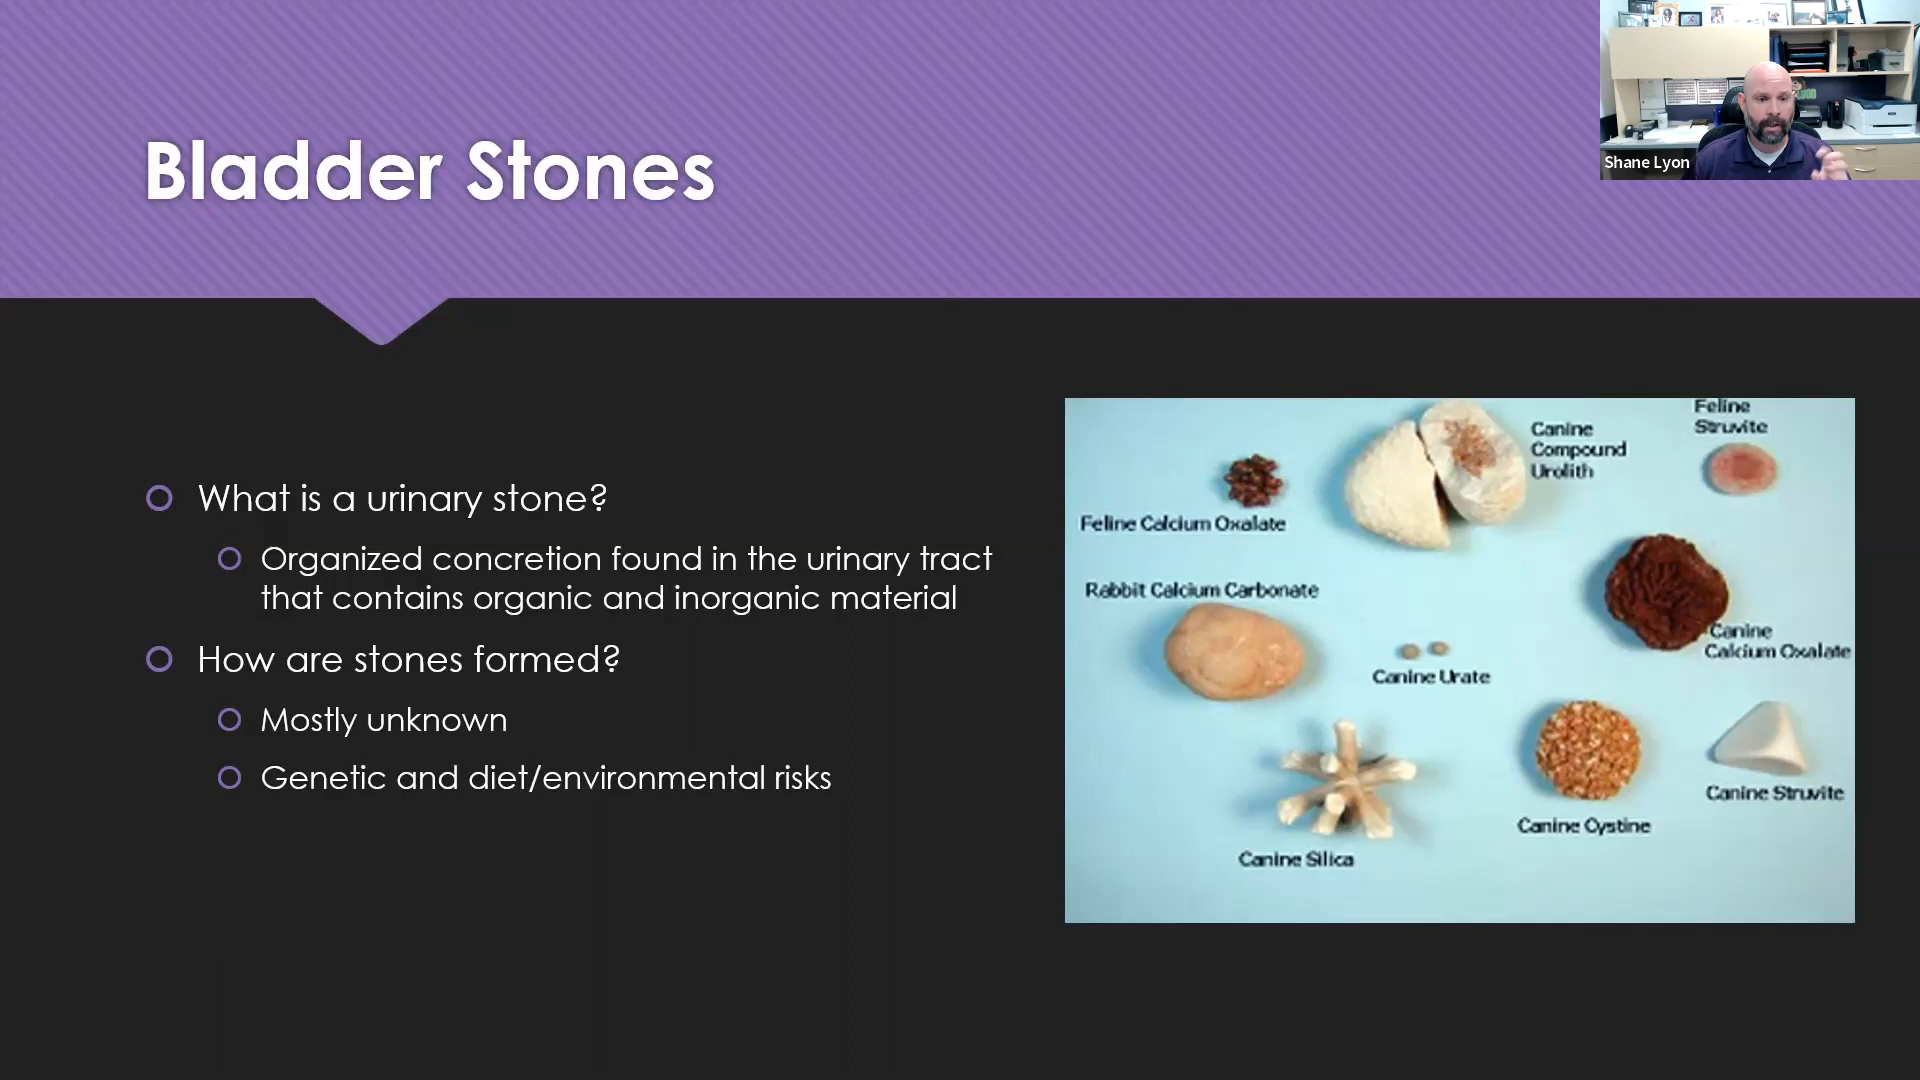 Bladder Stones
Shane Lyon
What is a urinary stone?
Organized concretion found in the urinary tract
that contains organic and inorganic material
How are stones formed?
Mostly unknown
Genetic and diet/environmental risks
Feline
Struvite
Canine
Compound
Urolith
Feline Calcium Oxalate
Rabbit Calcium Carbonate
Canine
Calcium Oxalate
Canine Urate
Canine Struvite
Canine Cystine
Canine Silica